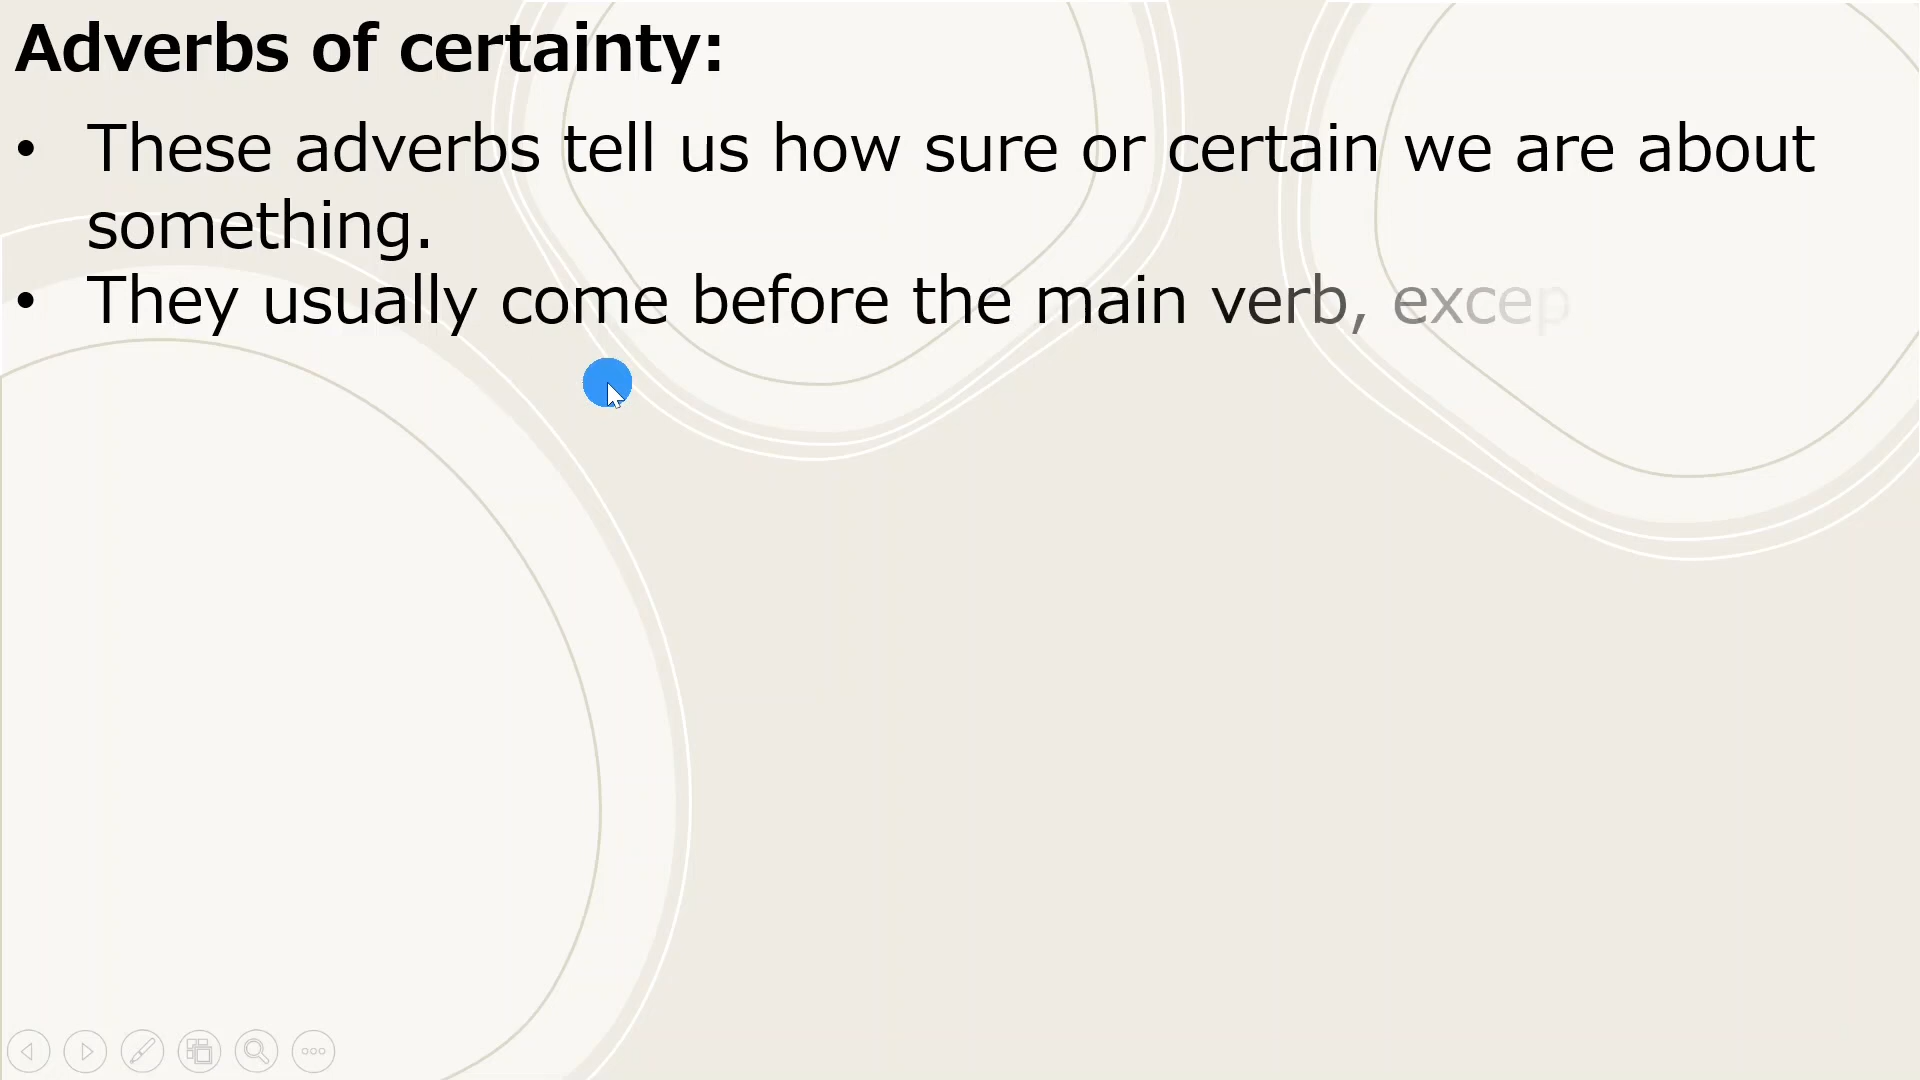 Adverbs of certainty:
• These adverbs tell us how sure or certain we are about
something.
• They usually come before the main verb, excep